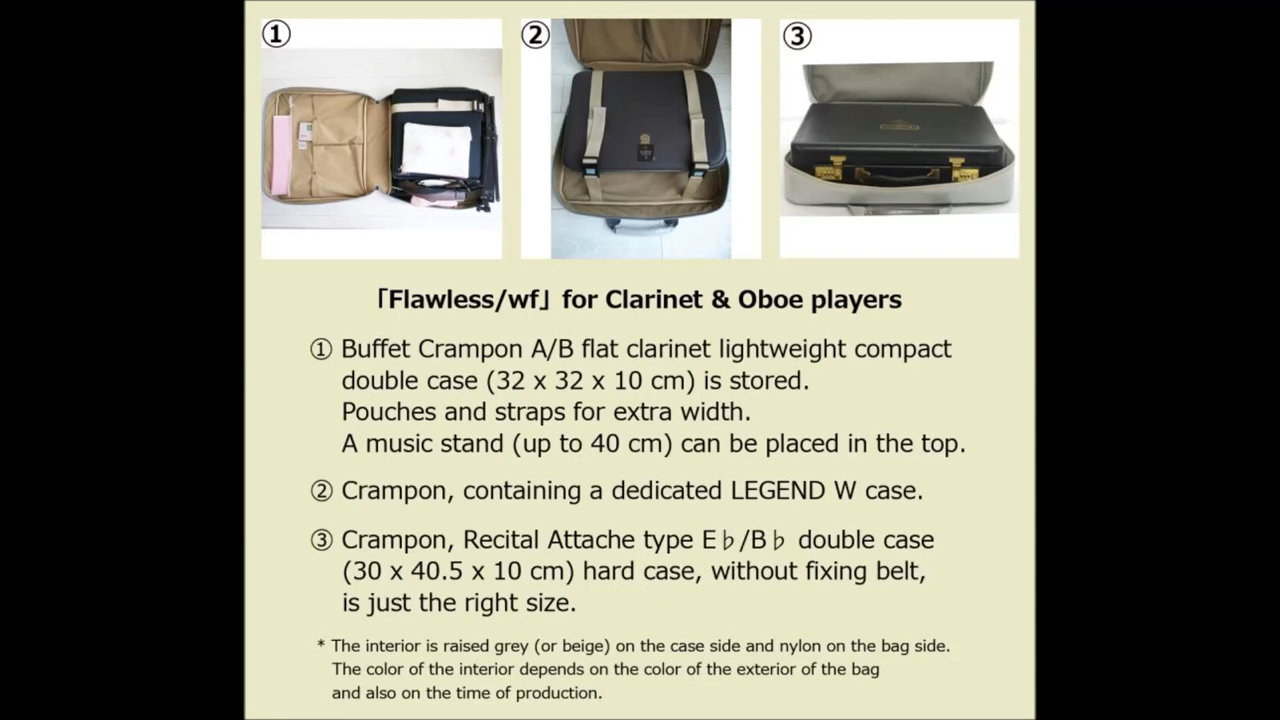 ① ② ③
「Flawless/wf」 for Clarinet & Oboe players
① Buffet Crampon A/B flat clarinet lightweight compact
double case (32 x 32 x 10 cm) is stored.
Pouches and straps for extra width.
A music stand (up to 40 cm) can be placed in the top.
② Crampon, containing a dedicated LEGEND W case.
③ Crampon, Recital Attache type E♭/B♭ double case
(30 x 40.5 x 10 cm) hard case, without fixing belt,
is just the right size.
* The interior is raised grey (or beige) on the case side and nylon on the bag side.
The color of the interior depends on the color of the exterior of the bag
and also on the time of production.